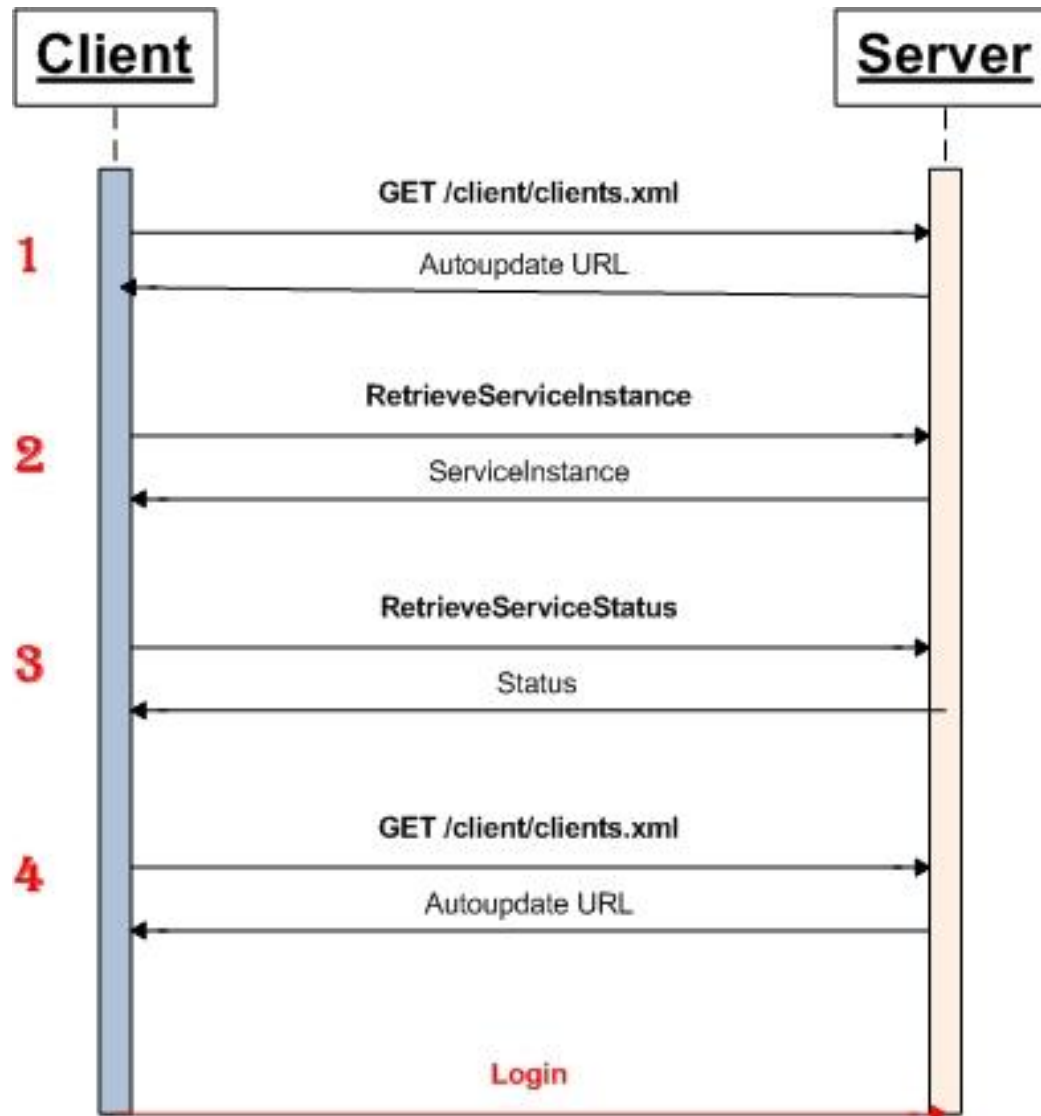 Client
Server
GET /client/clients.xml
1
Autoupdate URL
RetrieveServiceInstance
2
ServiceInstance
RetrieveServiceStatus
3
Status
GET /client/clients.xml
4
Autoupdate URL
Login